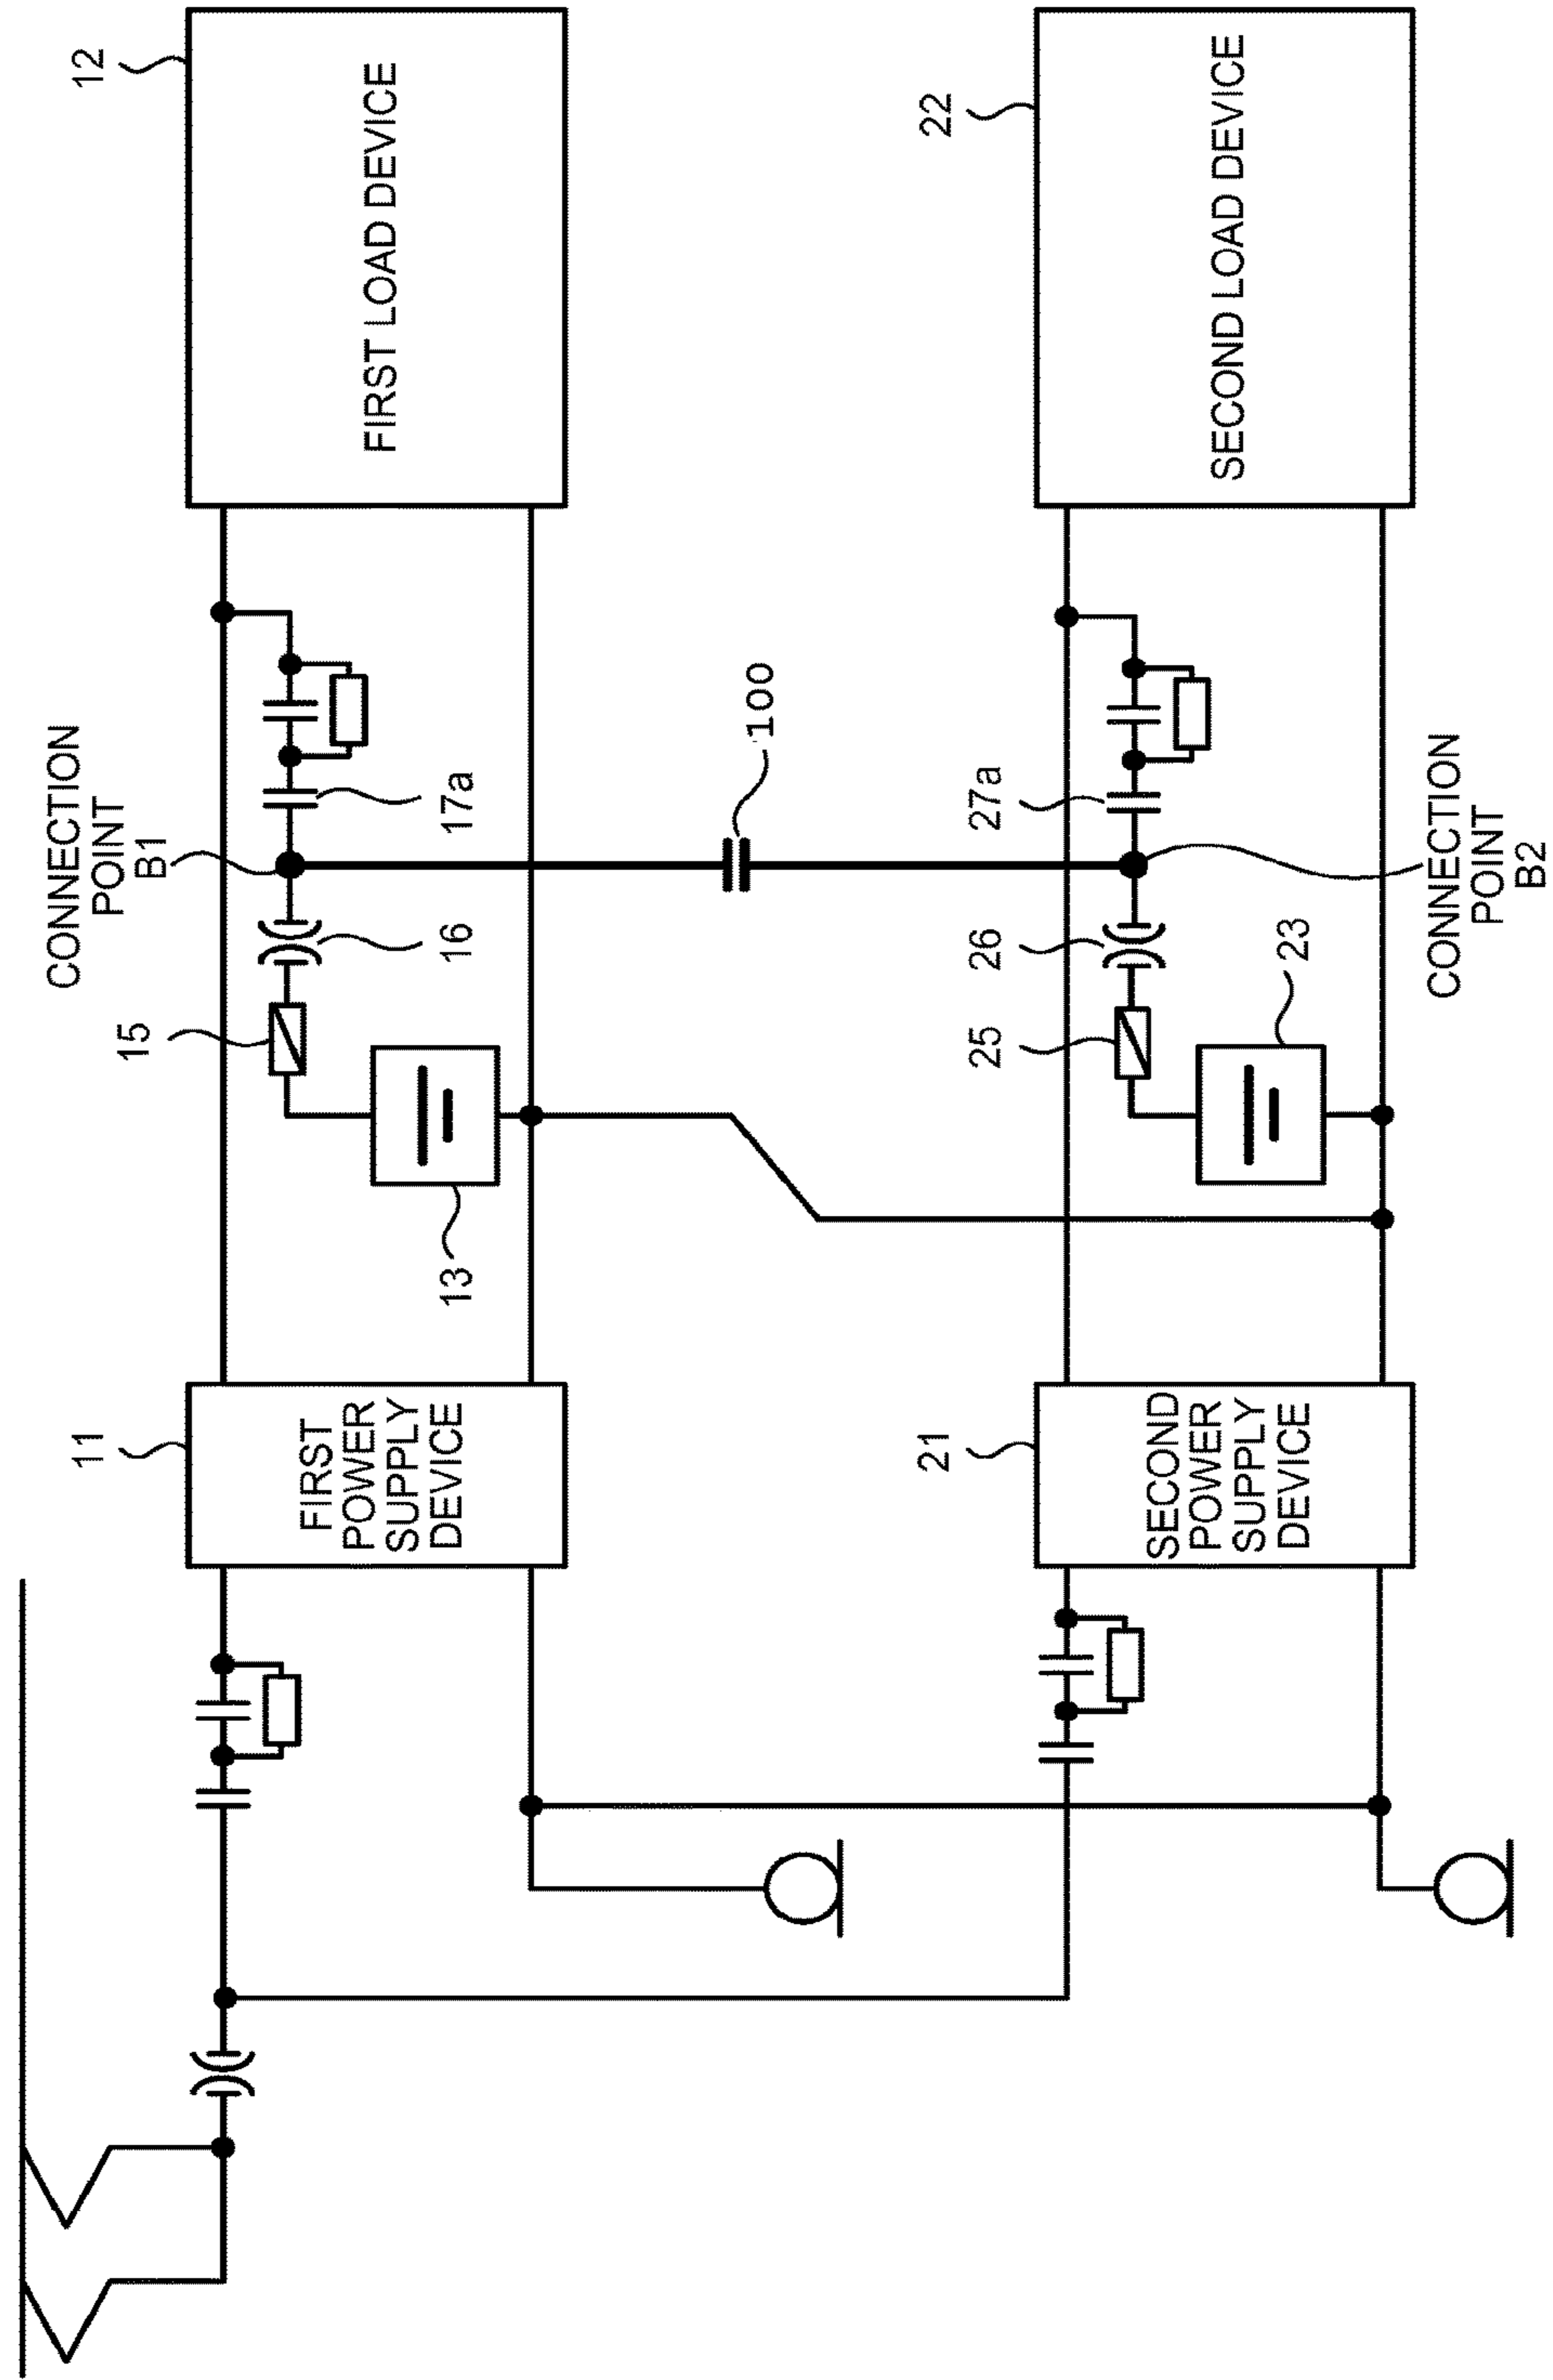 12
FIRST LOAD DEVICE
22
SECOND LOAD DEVICE
CONNECTION
POINT
B1
17a
100
27a
CONNECTION
POINT
B2
15
16
13
25
26
23
11
FIRST
POWER
SUPPLY
DEVICE
21
SECOND
POWER
SUPPLY
DEVICE